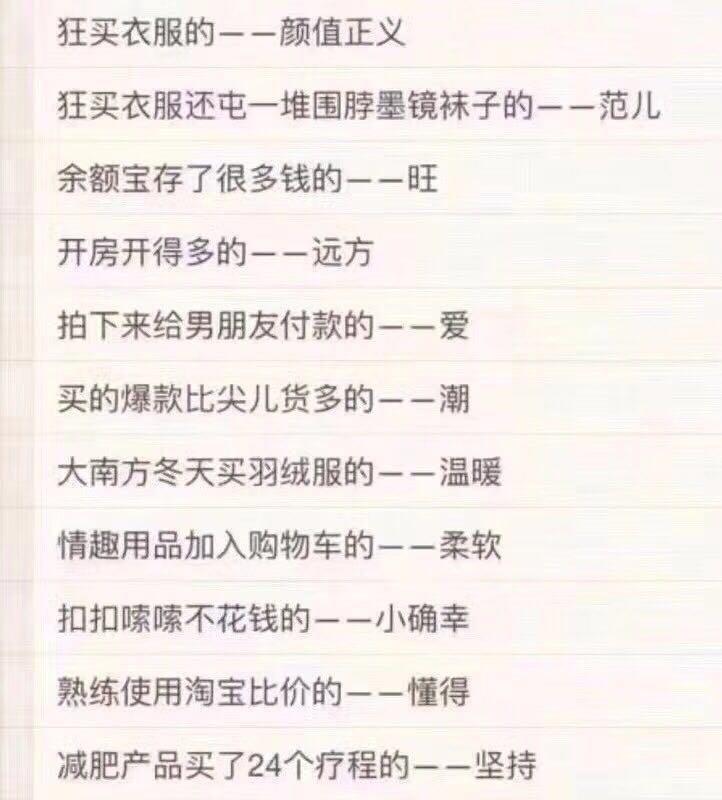 狂买衣服的——颜值正义
狂买衣服还屯一堆围脖墨镜袜子的——范儿
余额宝存了很多钱的——旺
开房开得多的——远方
拍下来给男朋友付款的——爱
买的爆款比尖儿货多的——潮
大南方冬天买羽绒服的——温暖
情趣用品加入购物车的——柔软
扣扣嗦嗦不花钱的——小确幸
熟练使用淘宝比价的——懂得
减肥产品买了24个疗程的——坚持